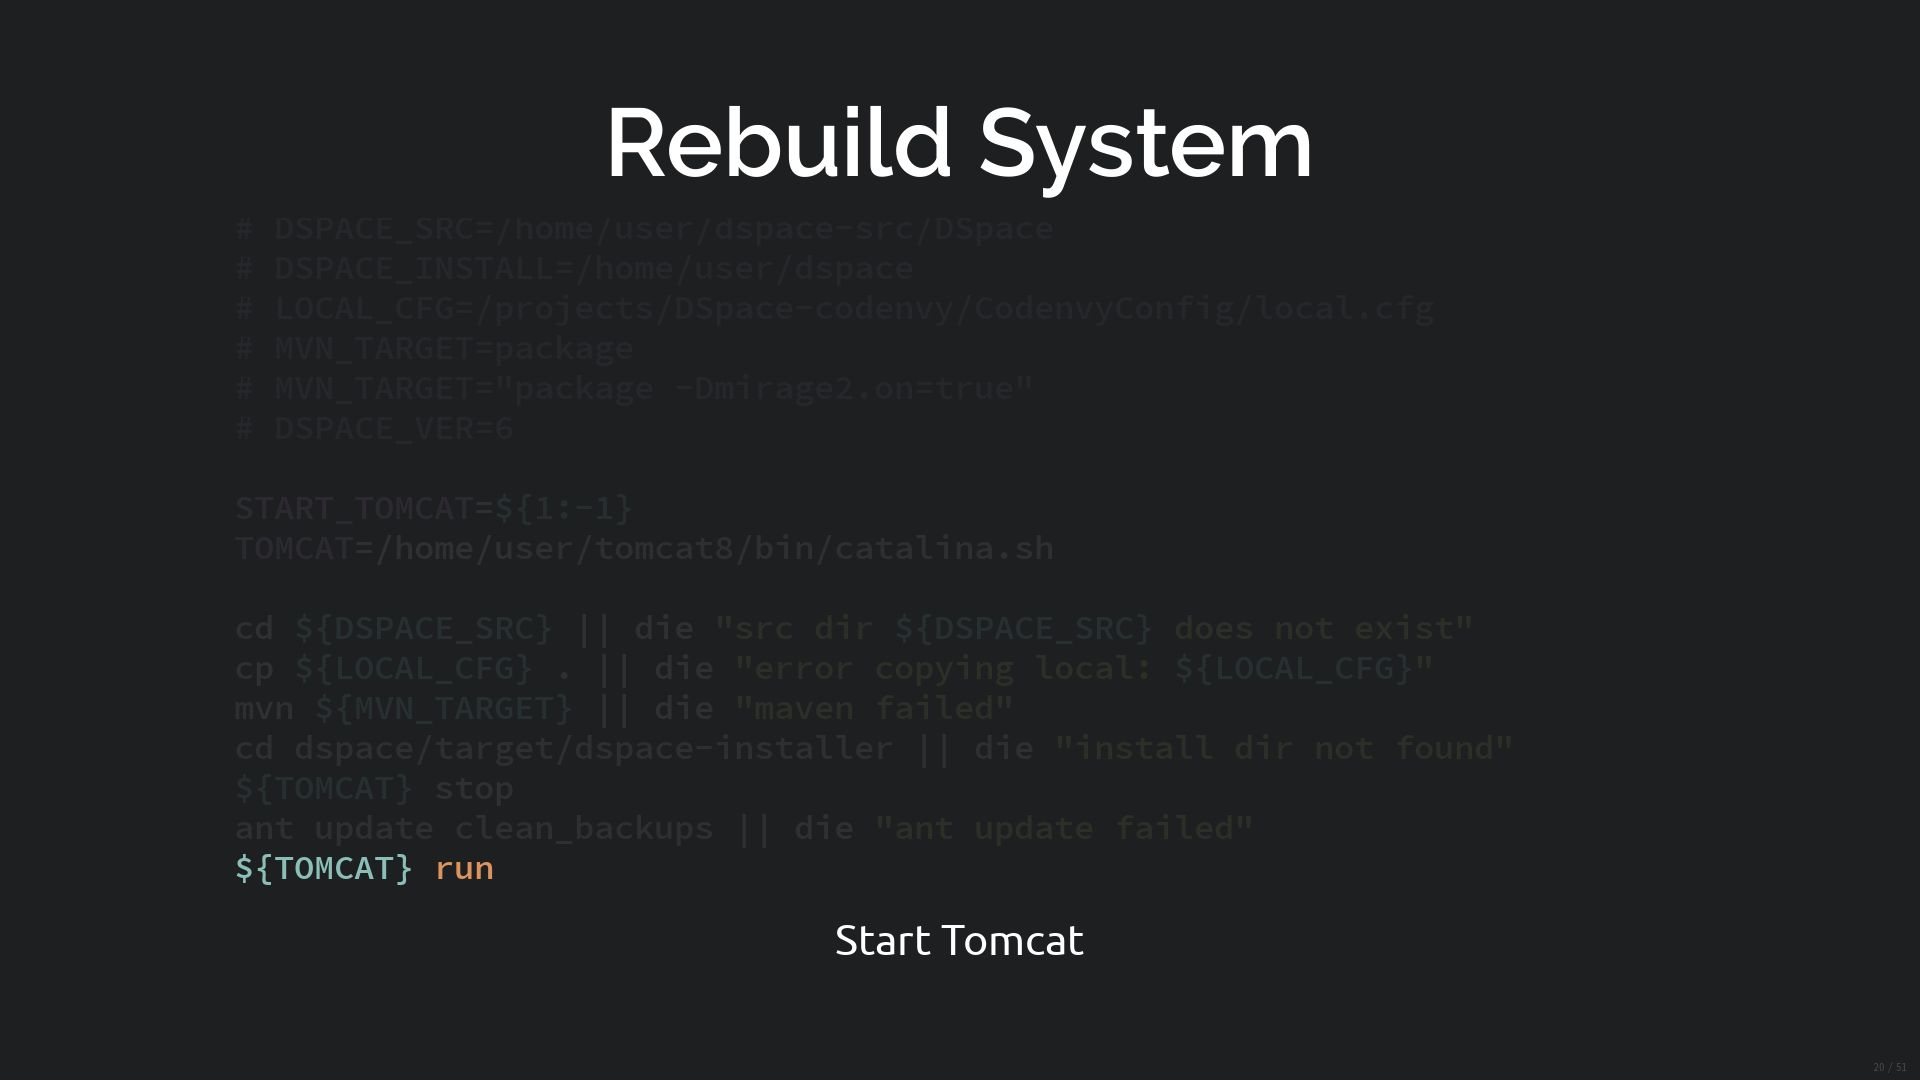 Rebuild System
# DSPACE_SRC=/home/user/dspace-src/DSpace
# DSPACE_INSTALL=/home/user/dspace
# LOCAL_CFG=/projects/DSpace-codenvy/CodenvyConfig/local.cfg
# MVN_TARGET=package
# MVN_TARGET="package -Dmirage2.on=true"
# DSPACE_VER=6
START_TOMCAT=${1:-1}
TOMCAT=/home/user/tomcat8/bin/catalina.sh
cd ${DSPACE_SRC} || die "src dir ${DSPACE_SRC} does not exist"
cp ${LOCAL_CFG} . || die "error copying local: ${LOCAL_CFG}"
mvn ${MVN_TARGET} || die "maven failed"
cd dspace/target/dspace-installer || die "install dir not found"
${TOMCAT} stop
ant update clean_backups || die "ant update failed"
${TOMCAT} run
Start Tomcat
20 / 51